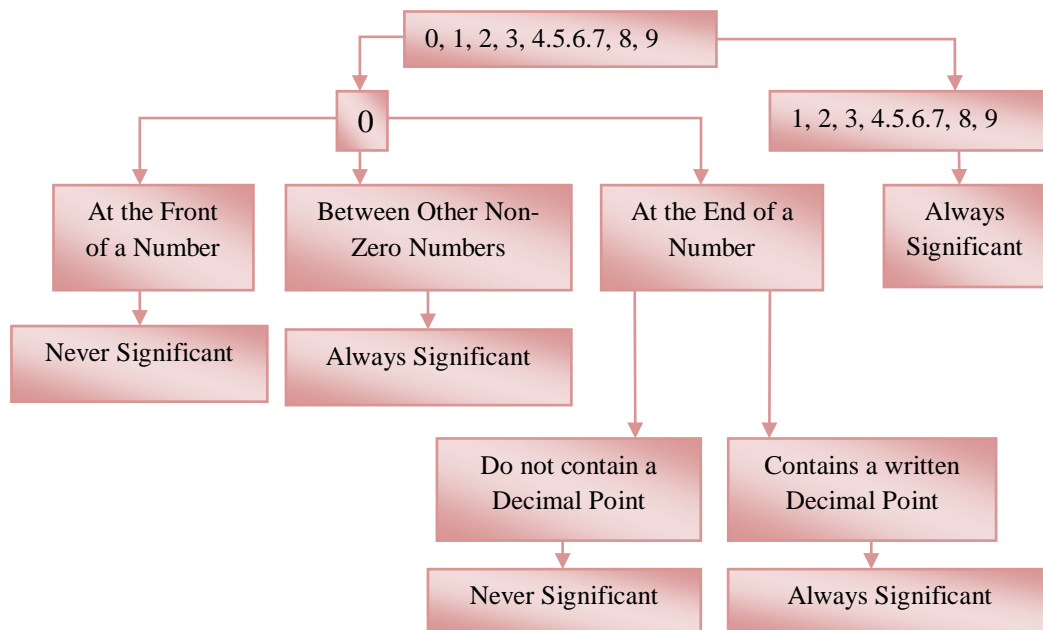 0, 1, 2, 3, 4.5.6.7, 8, 9
0
1, 2, 3, 4.5.6.7, 8, 9
At the Front
of a Number
Between Other Non-
Zero Numbers
At the End of a
Number
Always
Significant
Never Significant
Always Significant
Do not contain a
Decimal Point
Contains a written
Decimal Point
Never Significant
Always Significant